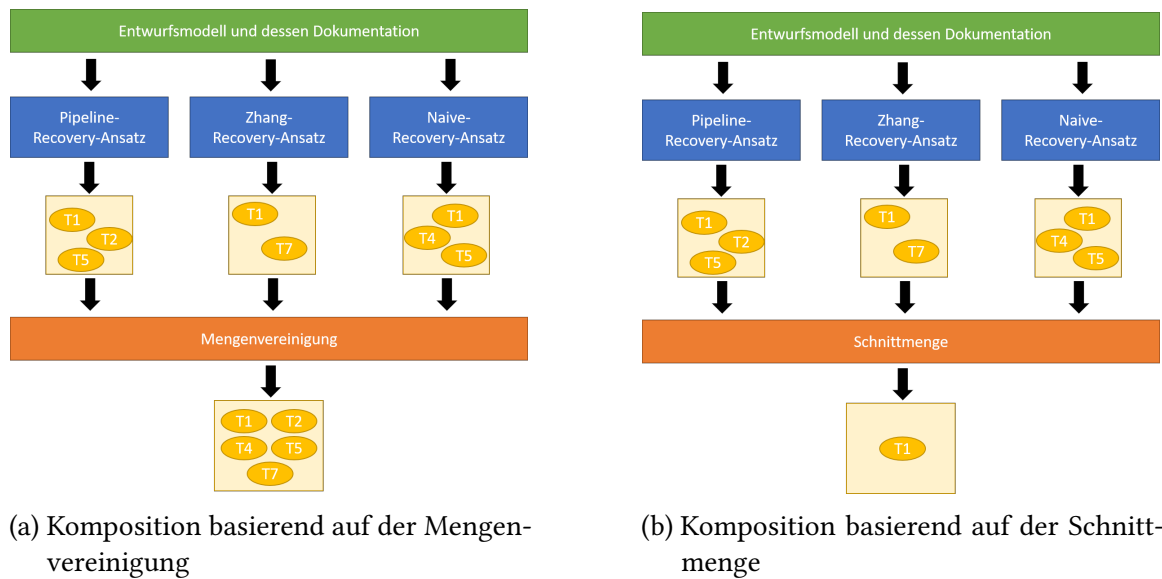 Entwurfsmodell und dessen Dokumentation
Pipeline-
Recovery-Ansatz
Zhang-
Recovery-Ansatz
Naive-
Recovery-Ansatz
T1
T2
T5
T1
T7
T1
T4
T5
Mengenvereinigung
T1
T2
T4
T5
T7
(a) Komposition basierend auf der Mengen-
vereinigung
Entwurfsmodell und dessen Dokumentation
Pipeline-
Recovery-Ansatz
Zhang-
Recovery-Ansatz
Naive-
Recovery-Ansatz
T1
T2
T5
T1
T7
T1
T4
T5
Schnittmenge
T1
(b) Komposition basierend auf der Schnitt-
menge